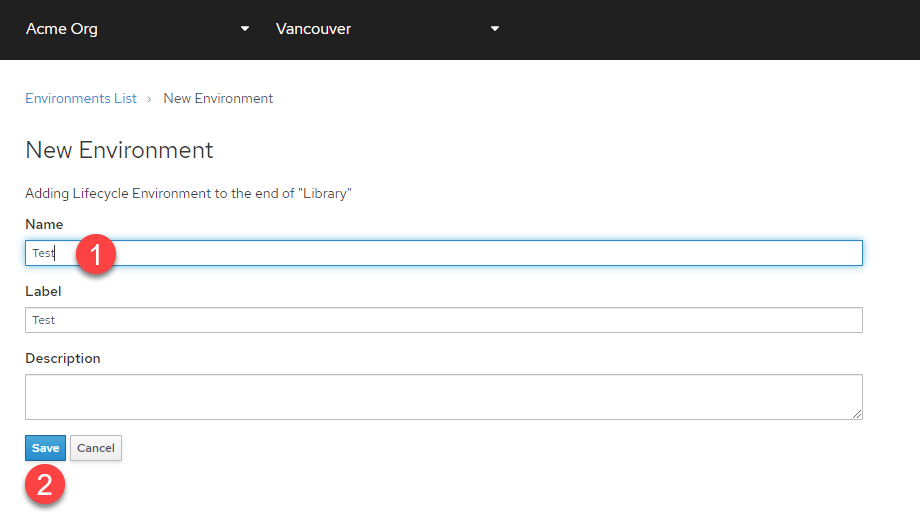 Acme Org Vancouver
Environments List › New Environment
New Environment
Adding Lifecycle Environment to the end of "Library"
Name
Test 1
Label
Test
Description
Save Cancel
2